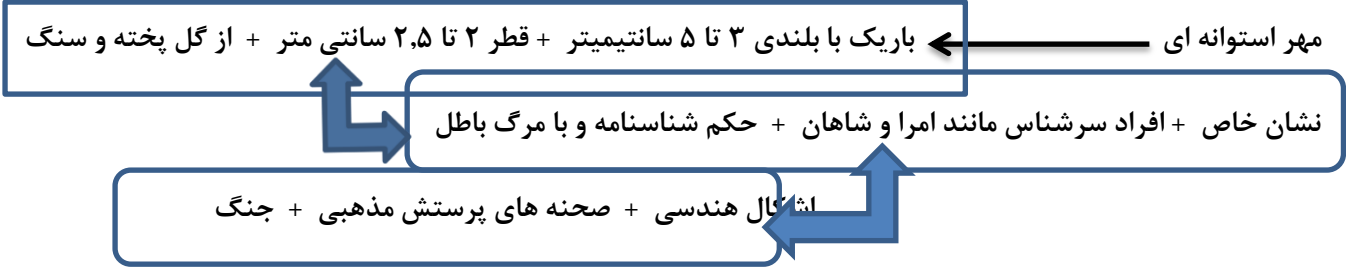 مهر استوانه ای باریک با بلندی ۳ تا ۵ سانتیمیتر + قطر ۲ تا ۲٫۵ سانتی متر + از گل پخته و سنگ
نشان خاص + افراد سرشناس مانند امرا و شاهان + حکم شناسنامه و با مرگ باطل
اشکال هندسی + صحنه های پرستش مذهبی + جنگ